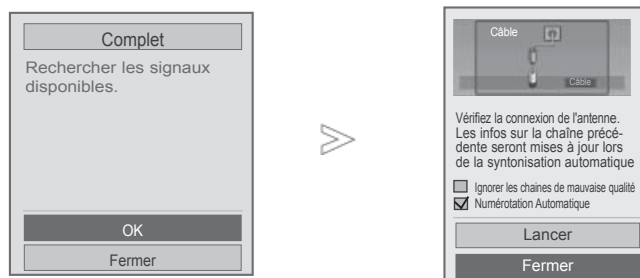 Complet
Rechercher les signaux
disponibles.
OK
Fermer
Câble
Câble
Vérifiez la connexion de l'antenne.
Les infos sur la chaîne précé-
dente seront mises à jour lors
de la syntonisation automatique
Ignorer les chaines de mauvaise qualité
Numérotation Automatique
Lancer
Fermer